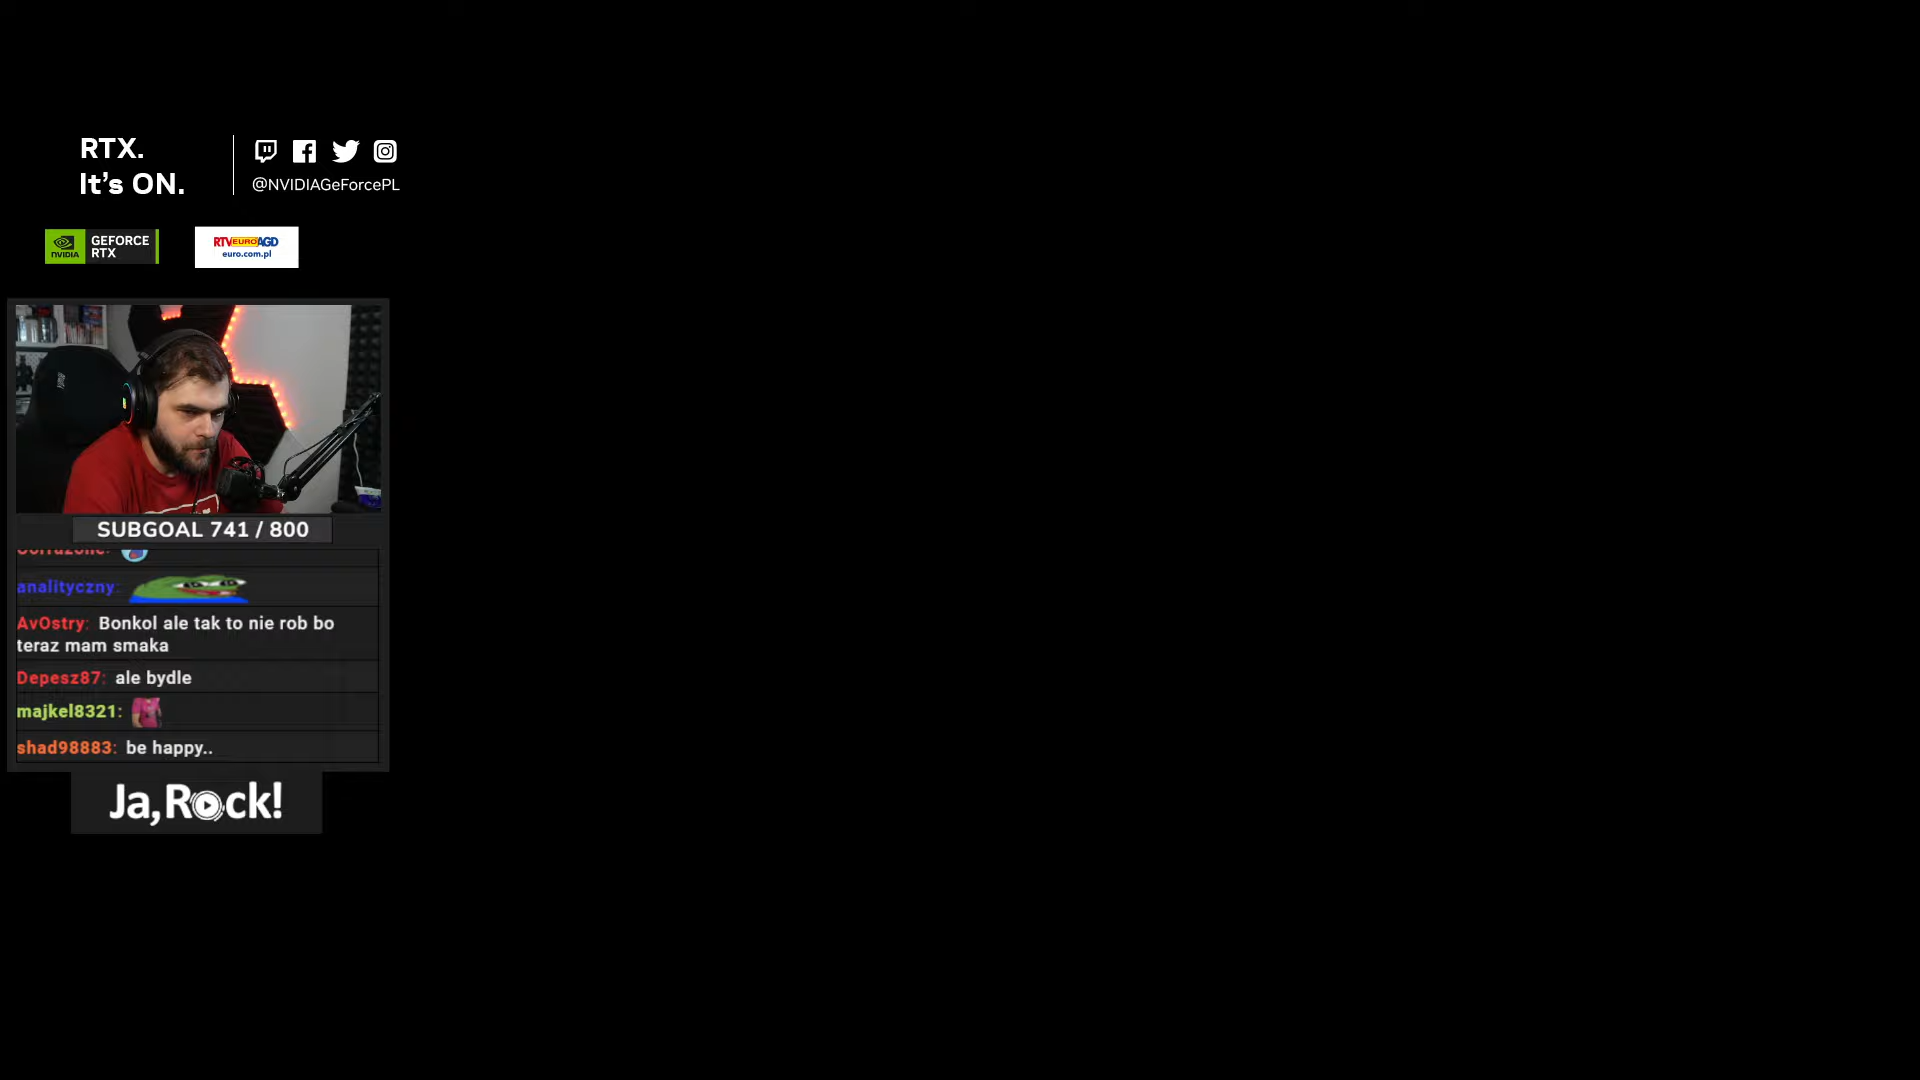 RTX.
It's ON.
@NVIDIAGeForcePL
NVIDIA
GEFORCE
RTX
RTV EURO AGD
euro.com.pl
SUBGOAL 741 / 800
analityczny:
AvOstry: Bonkol ale tak to nie rob bo
teraz mam smaka
Depesz87: ale bydle
majkel8321:
shad98883: be happy..
Ja,Rock!